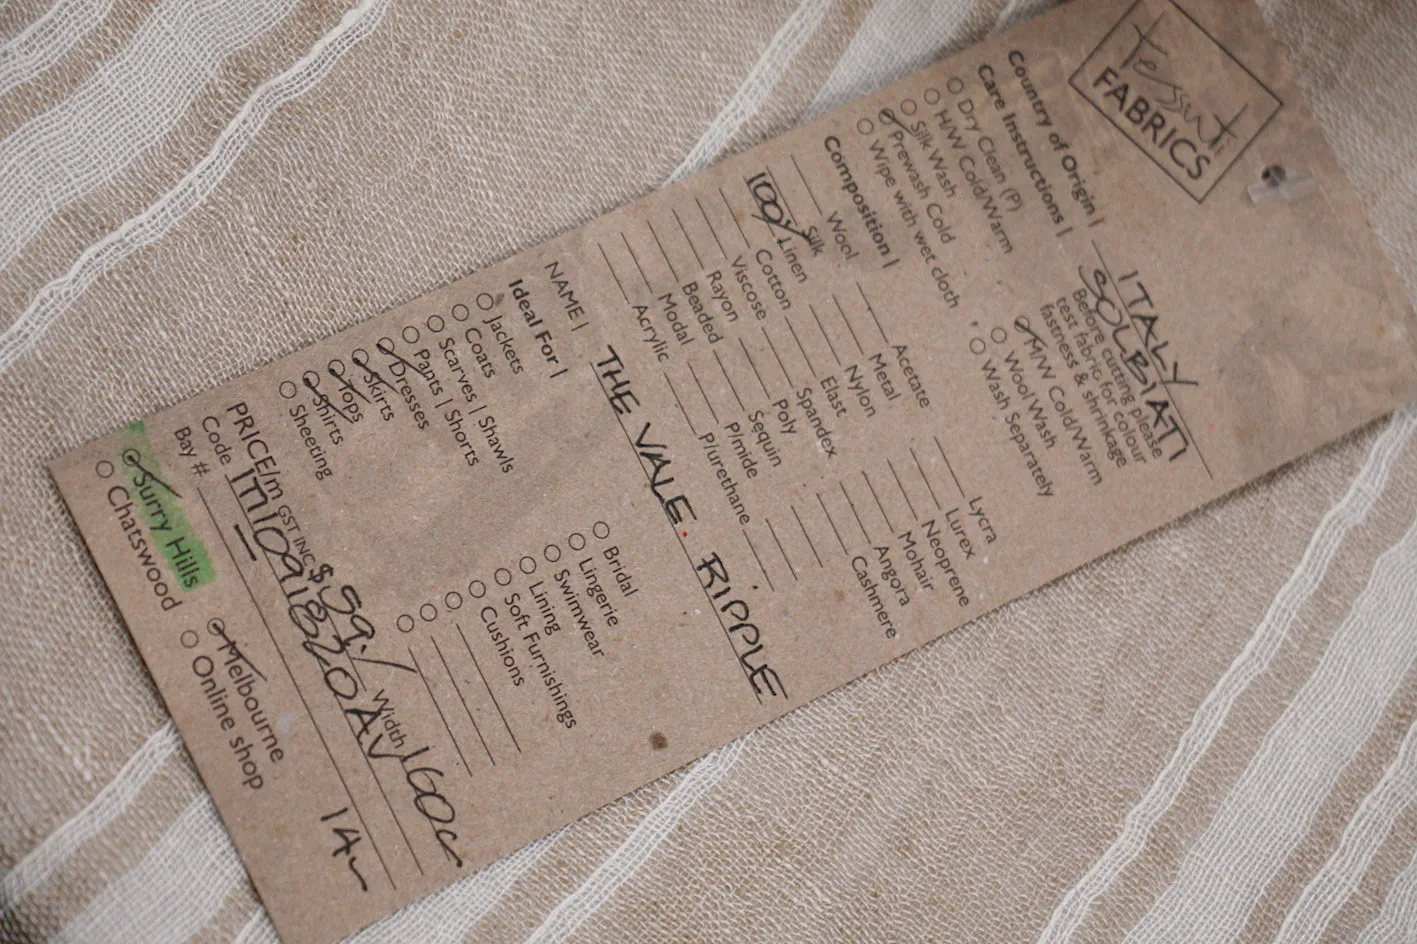 tessuti
FABRICS
Country of Origin | ITALY
SOLBIATI
Care Instructions |
Before cutting please
test fabric for colour
fastness & shrinkage
Dry Clean (P)
H/W Cold/Warm
Silk Wash
Prewash Cold
Wipe with wet cloth
M/W Cold/Warm
Wool Wash
Wash Separately
Composition |
Wool
Silk
100% Linen
Cotton
Viscose
Rayon
Beaded
Modal
Acrylic
Acetate
Metal
Nylon
Elast
Spandex
Poly
Sequin
P/mide
P/urethane
Lycra
Lurex
Neoprene
Mohair
Angora
Cashmere
NAME | THE VALE. RIPPLE
Ideal For |
Jackets
Coats
Scarves | Shawls
Pants | Shorts
Dresses
Skirts
Tops
Shirts
Sheeting
Bridal
Lingerie
Swimwear
Lining
Soft Furnishings
Cushions
PRICE/m GST INC $ 59./ Width 160c
Code
Bay # 14
Surry Hills
Chatswood
Melbourne
Online shop